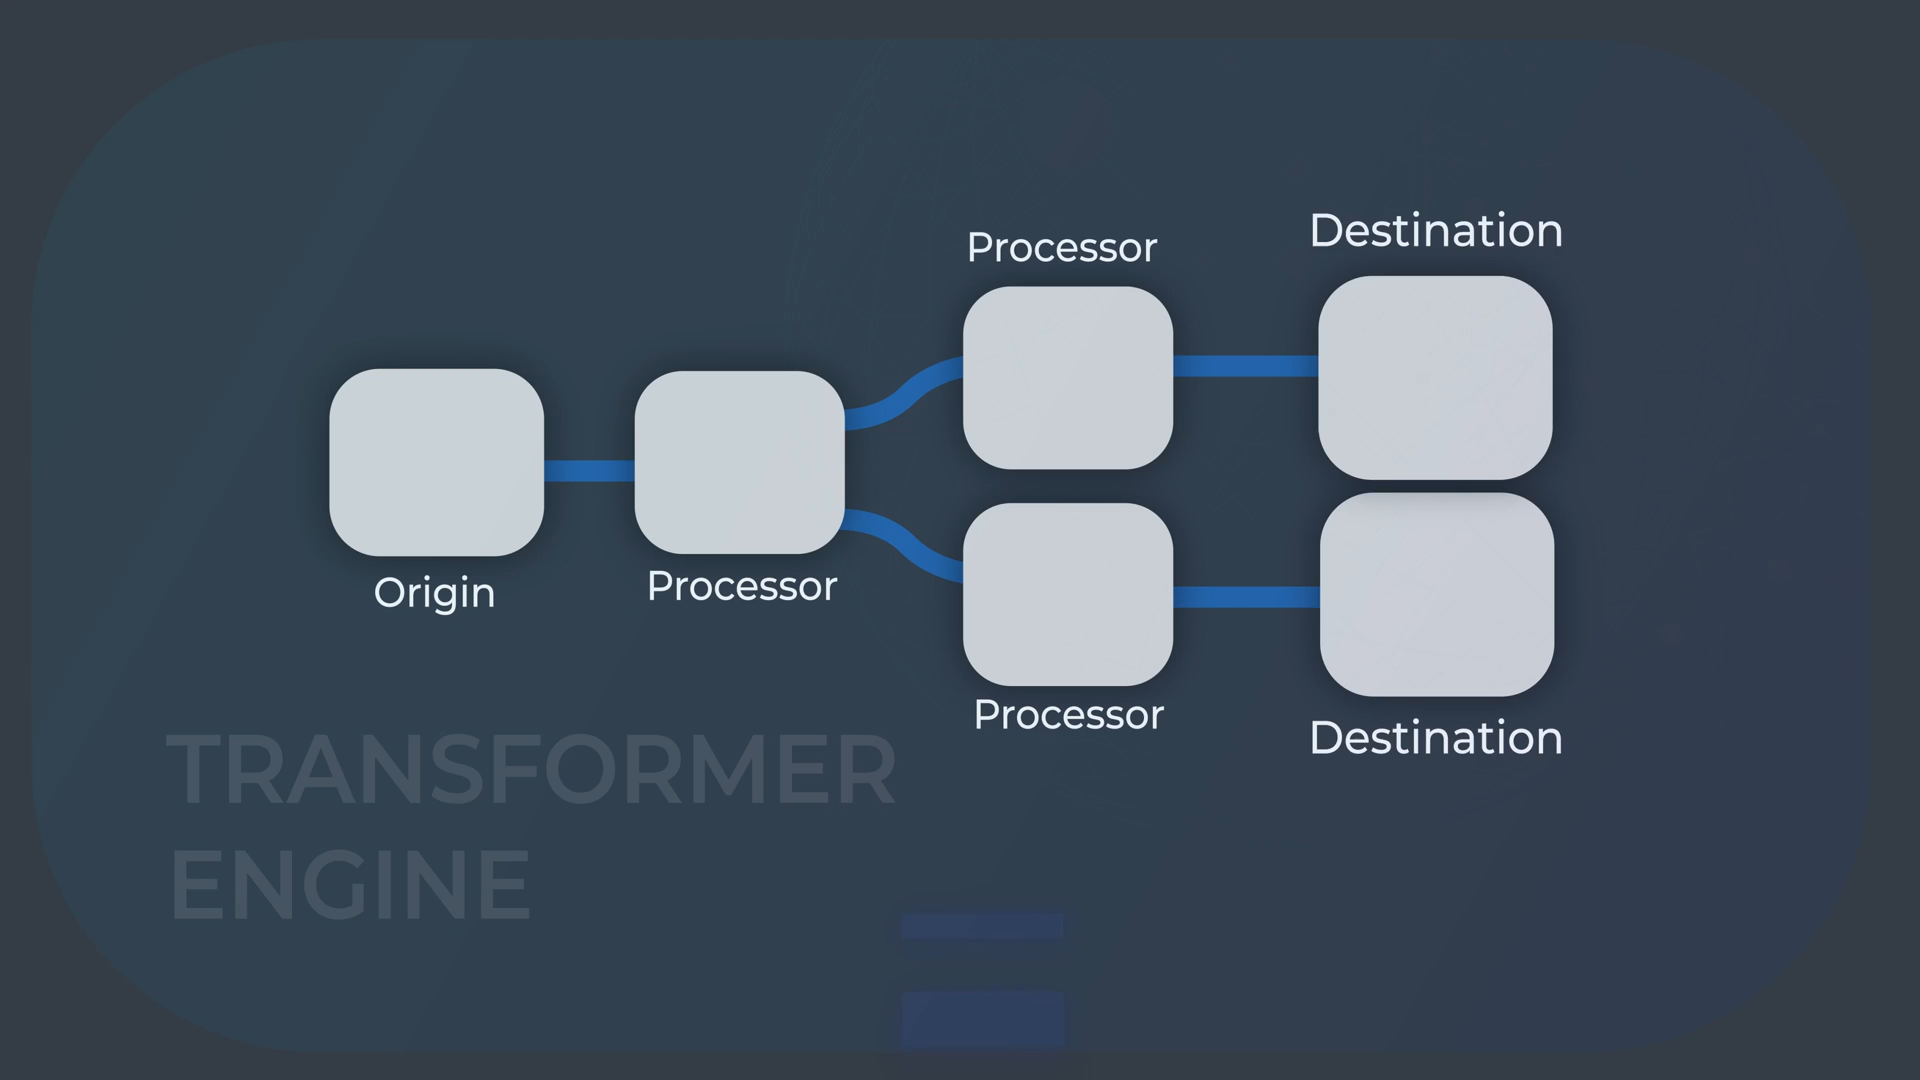 Processor
Destination
Origin
Processor
Processor
Destination
TRANSFORMER
ENGINE